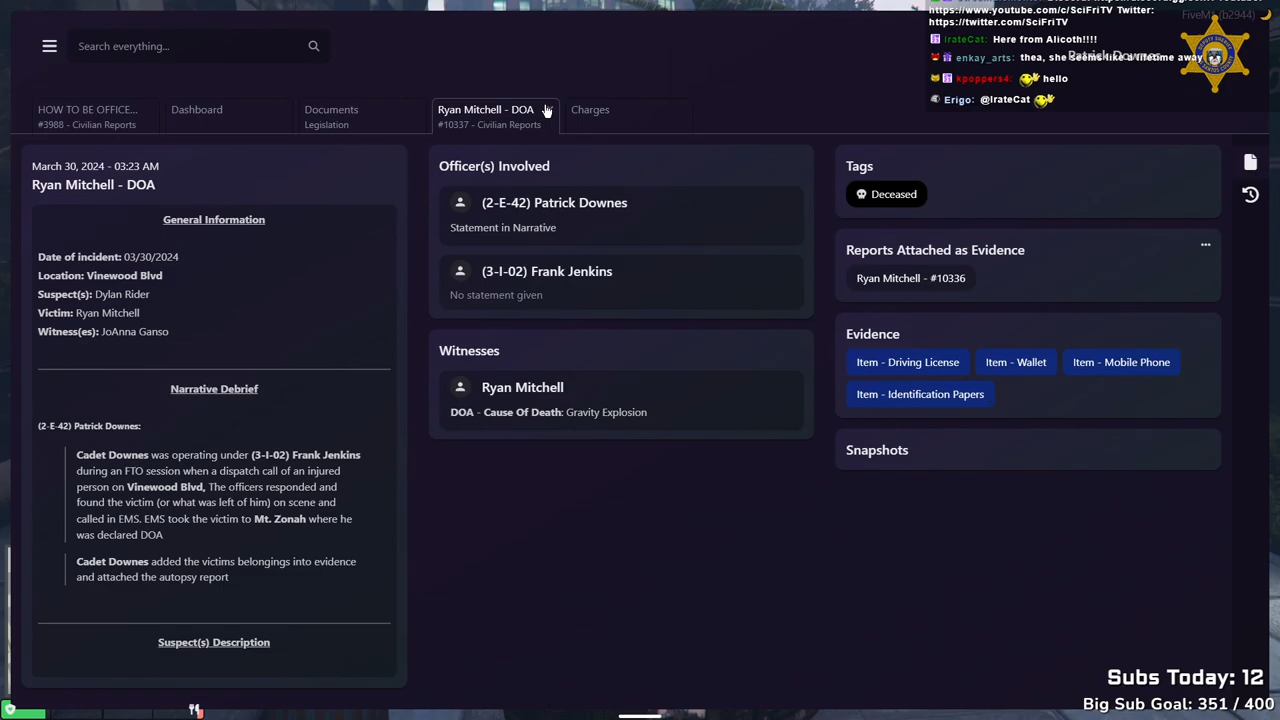 https://www.youtube.com/c/SciFriTV Twitter:
https://twitter.com/SciFriTV
IrateCat: Here from Alicoth!!!!
enkay_arts: thea, she seems like a lifetime away
kpoppers4: hello
Erigo: @IrateCat
FiveM (b2944)
Patrick Downes
Search everything...
HOW TO BE OFFICE...
#3988 - Civilian Reports
Dashboard
Documents
Legislation
Ryan Mitchell - DOA
#10337 - Civilian Reports
Charges
March 30, 2024 - 03:23 AM
Ryan Mitchell - DOA
General Information
Date of incident: 03/30/2024
Location: Vinewood Blvd
Suspect(s): Dylan Rider
Victim: Ryan Mitchell
Witness(es): JoAnna Ganso
Narrative Debrief
(2-E-42) Patrick Downes:
Cadet Downes was operating under (3-I-02) Frank Jenkins
during an FTO session when a dispatch call of an injured
person on Vinewood Blvd, The officers responded and
found the victim (or what was left of him) on scene and
called in EMS. EMS took the victim to Mt. Zonah where he
was declared DOA
Cadet Downes added the victims belongings into evidence
and attached the autopsy report
Suspect(s) Description
Officer(s) Involved
(2-E-42) Patrick Downes
Statement in Narrative
(3-I-02) Frank Jenkins
No statement given
Witnesses
Ryan Mitchell
DOA - Cause Of Death: Gravity Explosion
Tags
Deceased
Reports Attached as Evidence
Ryan Mitchell - #10336
Evidence
Item - Driving License
Item - Wallet
Item - Mobile Phone
Item - Identification Papers
Snapshots
Subs Today: 12
Big Sub Goal: 351 / 400